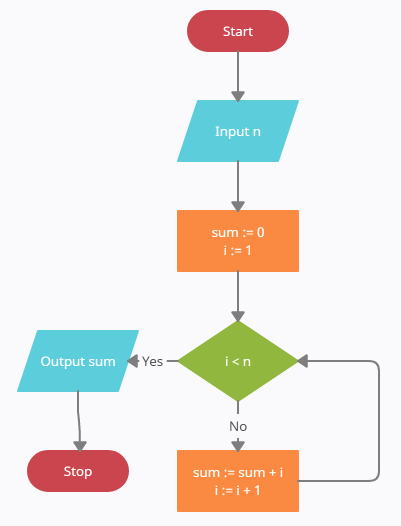 Start
Input n
sum := 0
i := 1
i < n
Yes
Output sum
No
Stop
sum := sum + i
i := i + 1